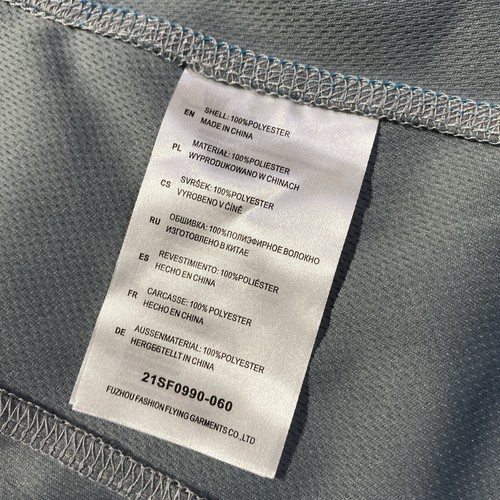 EN SHELL: 100%POLYESTER
MADE IN CHINA
PL MATERIAŁ: 100%POLIESTER
WYPRODUKOWANO W CHINACH
CS SVRŠEK: 100%POLYESTER
VYROBENO V ČÍNĚ
RU ОБШИВКА: 100%ПОЛИЭФИРНОЕ ВОЛОКНО
ИЗГОТОВЛЕНО В КИТАЕ
ES REVESTIMIENTO: 100%POLIÉSTER
HECHO EN CHINA
FR CARCASSE: 100% POLYESTER
HECHO EN CHINA
DE AUSSENMATERIAL: 100%POLYESTER
HERGESTELLT IN CHINA
21SF0990-060
FUZHOU FASHION FLYING GARMENTS CO.,LTD